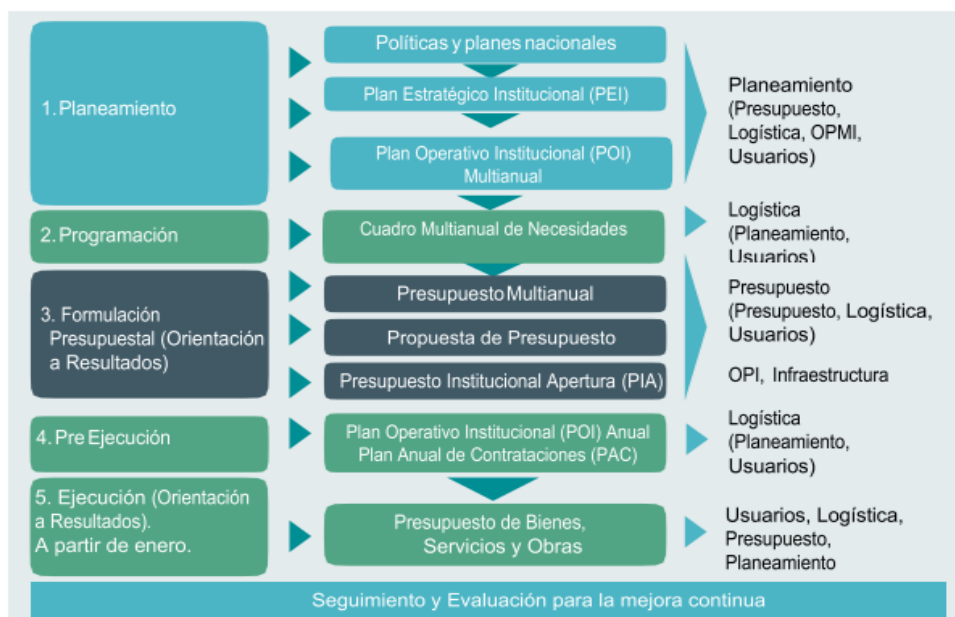 1. Planeamiento
Políticas y planes nacionales
Plan Estratégico Institucional (PEI)
Plan Operativo Institucional (POI)
Multianual
Planeamiento
(Presupuesto,
Logística, OPMI,
Usuarios)
2. Programación
Cuadro Multianual de Necesidades
Logística
(Planeamiento,
Usuarios)
3. Formulación
Presupuestal (Orientación
a Resultados)
Presupuesto Multianual
Propuesta de Presupuesto
Presupuesto Institucional Apertura (PIA)
Presupuesto
(Presupuesto, Logística,
Usuarios)
OPI, Infraestructura
4. Pre Ejecución
Plan Operativo Institucional (POI) Anual
Plan Anual de Contrataciones (PAC)
Logística
(Planeamiento,
Usuarios)
5. Ejecución (Orientación
a Resultados).
A partir de enero.
Presupuesto de Bienes,
Servicios y Obras
Usuarios, Logística,
Presupuesto,
Planeamiento
Seguimiento y Evaluación para la mejora continua